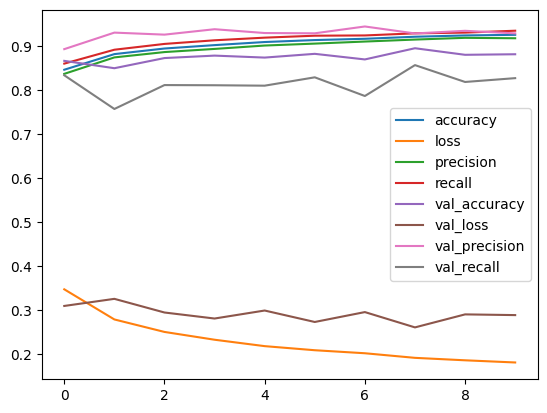 0.9
0.8
0.7
0.6
0.5
0.4
0.3
0.2
0 2 4 6 8
accuracy
loss
precision
recall
val_accuracy
val_loss
val_precision
val_recall